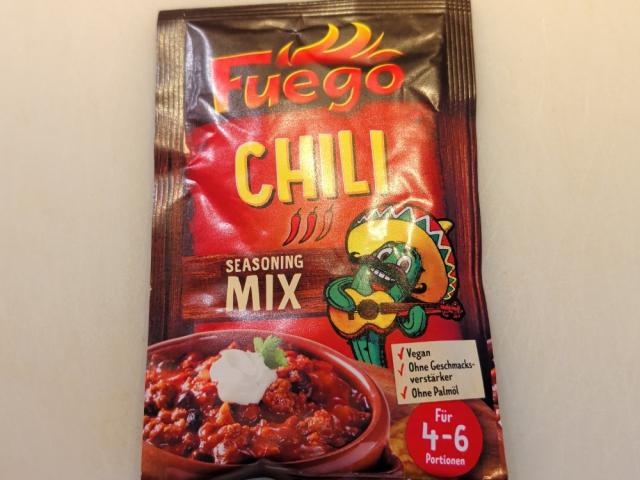 Fuego
CHILI
SEASONING
MIX
Vegan
Ohne Geschmacks-
verstärker
Ohne Palmöl
Für
4-6
Portionen